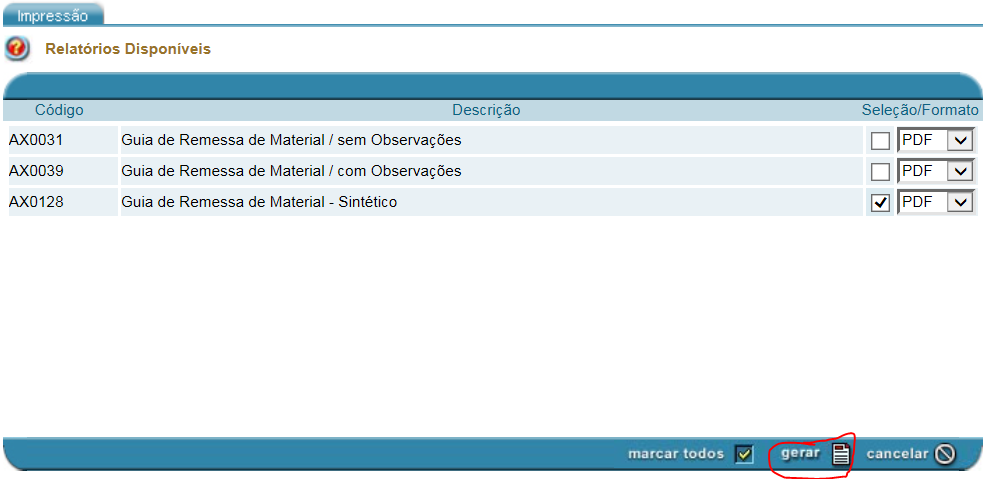 Impressão
Relatórios Disponíveis
Código Descrição Seleção/Formato
AX0031 Guia de Remessa de Material / sem Observações PDF
AX0039 Guia de Remessa de Material / com Observações PDF
AX0128 Guia de Remessa de Material - Sintético PDF
marcar todos gerar cancelar